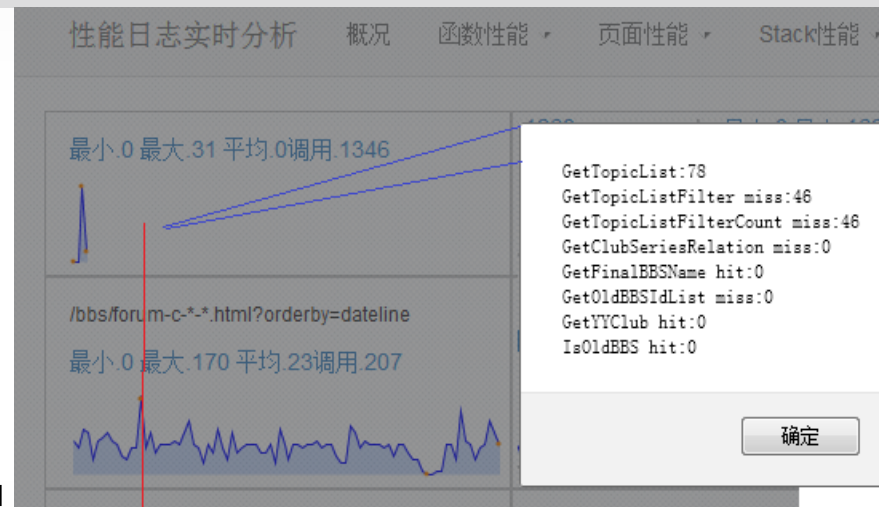 性能日志实时分析 概况 函数性能 页面性能 Stack性能
最小.0 最大.31 平均.0调用.1346
/bbs/forum-c-*-*.html?orderby=dateline
最小.0 最大.170 平均.23调用.207
GetTopicList:78
GetTopicListFilter miss:46
GetTopicListFilterCount miss:46
GetClubSeriesRelation miss:0
GetFinalBBSName hit:0
GetOldBBSIdList miss:0
GetYYClub hit:0
IsOldBBS hit:0
确定